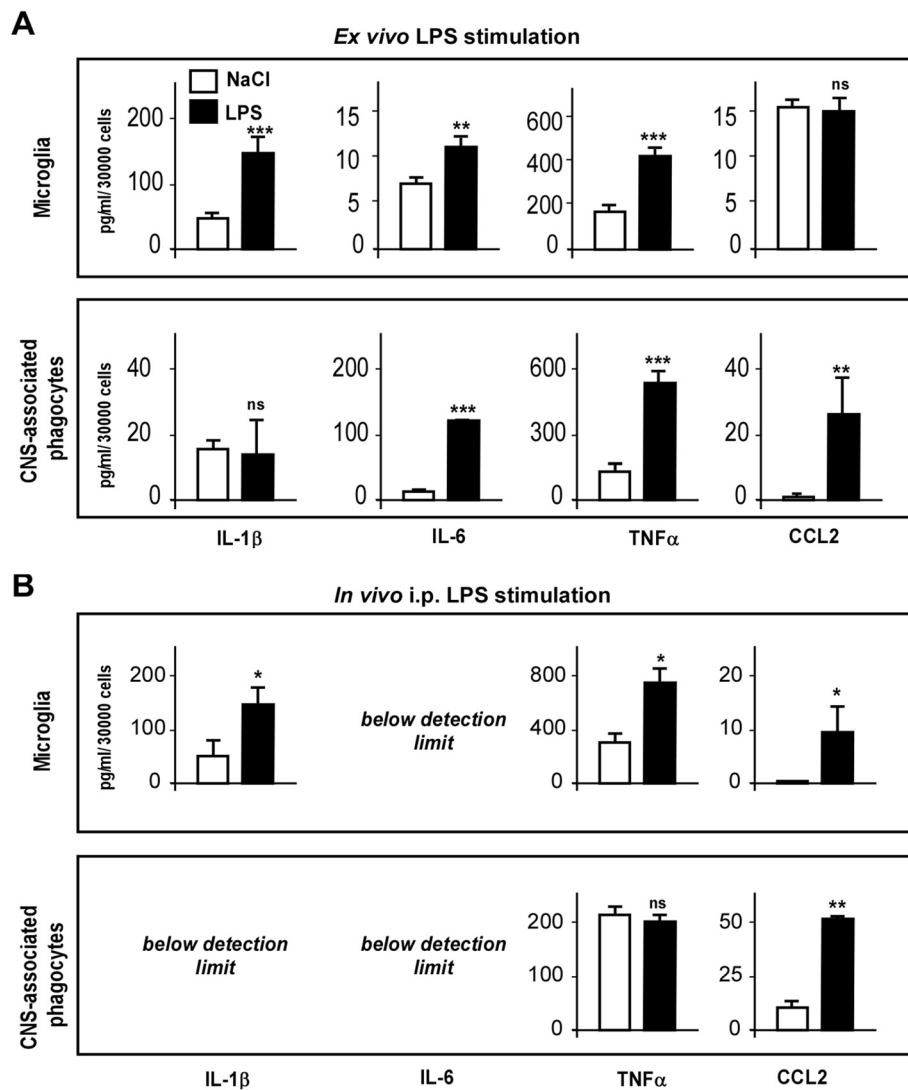 A
Ex vivo LPS stimulation
Microglia
pg/ml/ 30000 cells
200
100
0
NaCl
LPS
***
15
10
5
0
**
600
400
200
0
***
15
10
5
0
ns
CNS-associated
phagocytes
pg/ml/ 30000 cells
40
20
0
ns
200
100
0
***
600
300
0
***
40
20
0
**
IL-1β
IL-6
TNFα
CCL2
B
In vivo i.p. LPS stimulation
Microglia
pg/ml/ 30000 cells
200
100
0
*
below detection
limit
800
400
0
*
20
10
0
*
CNS-associated
phagocytes
below detection
limit
below detection
limit
200
100
0
ns
50
25
0
**
IL-1β
IL-6
TNFα
CCL2